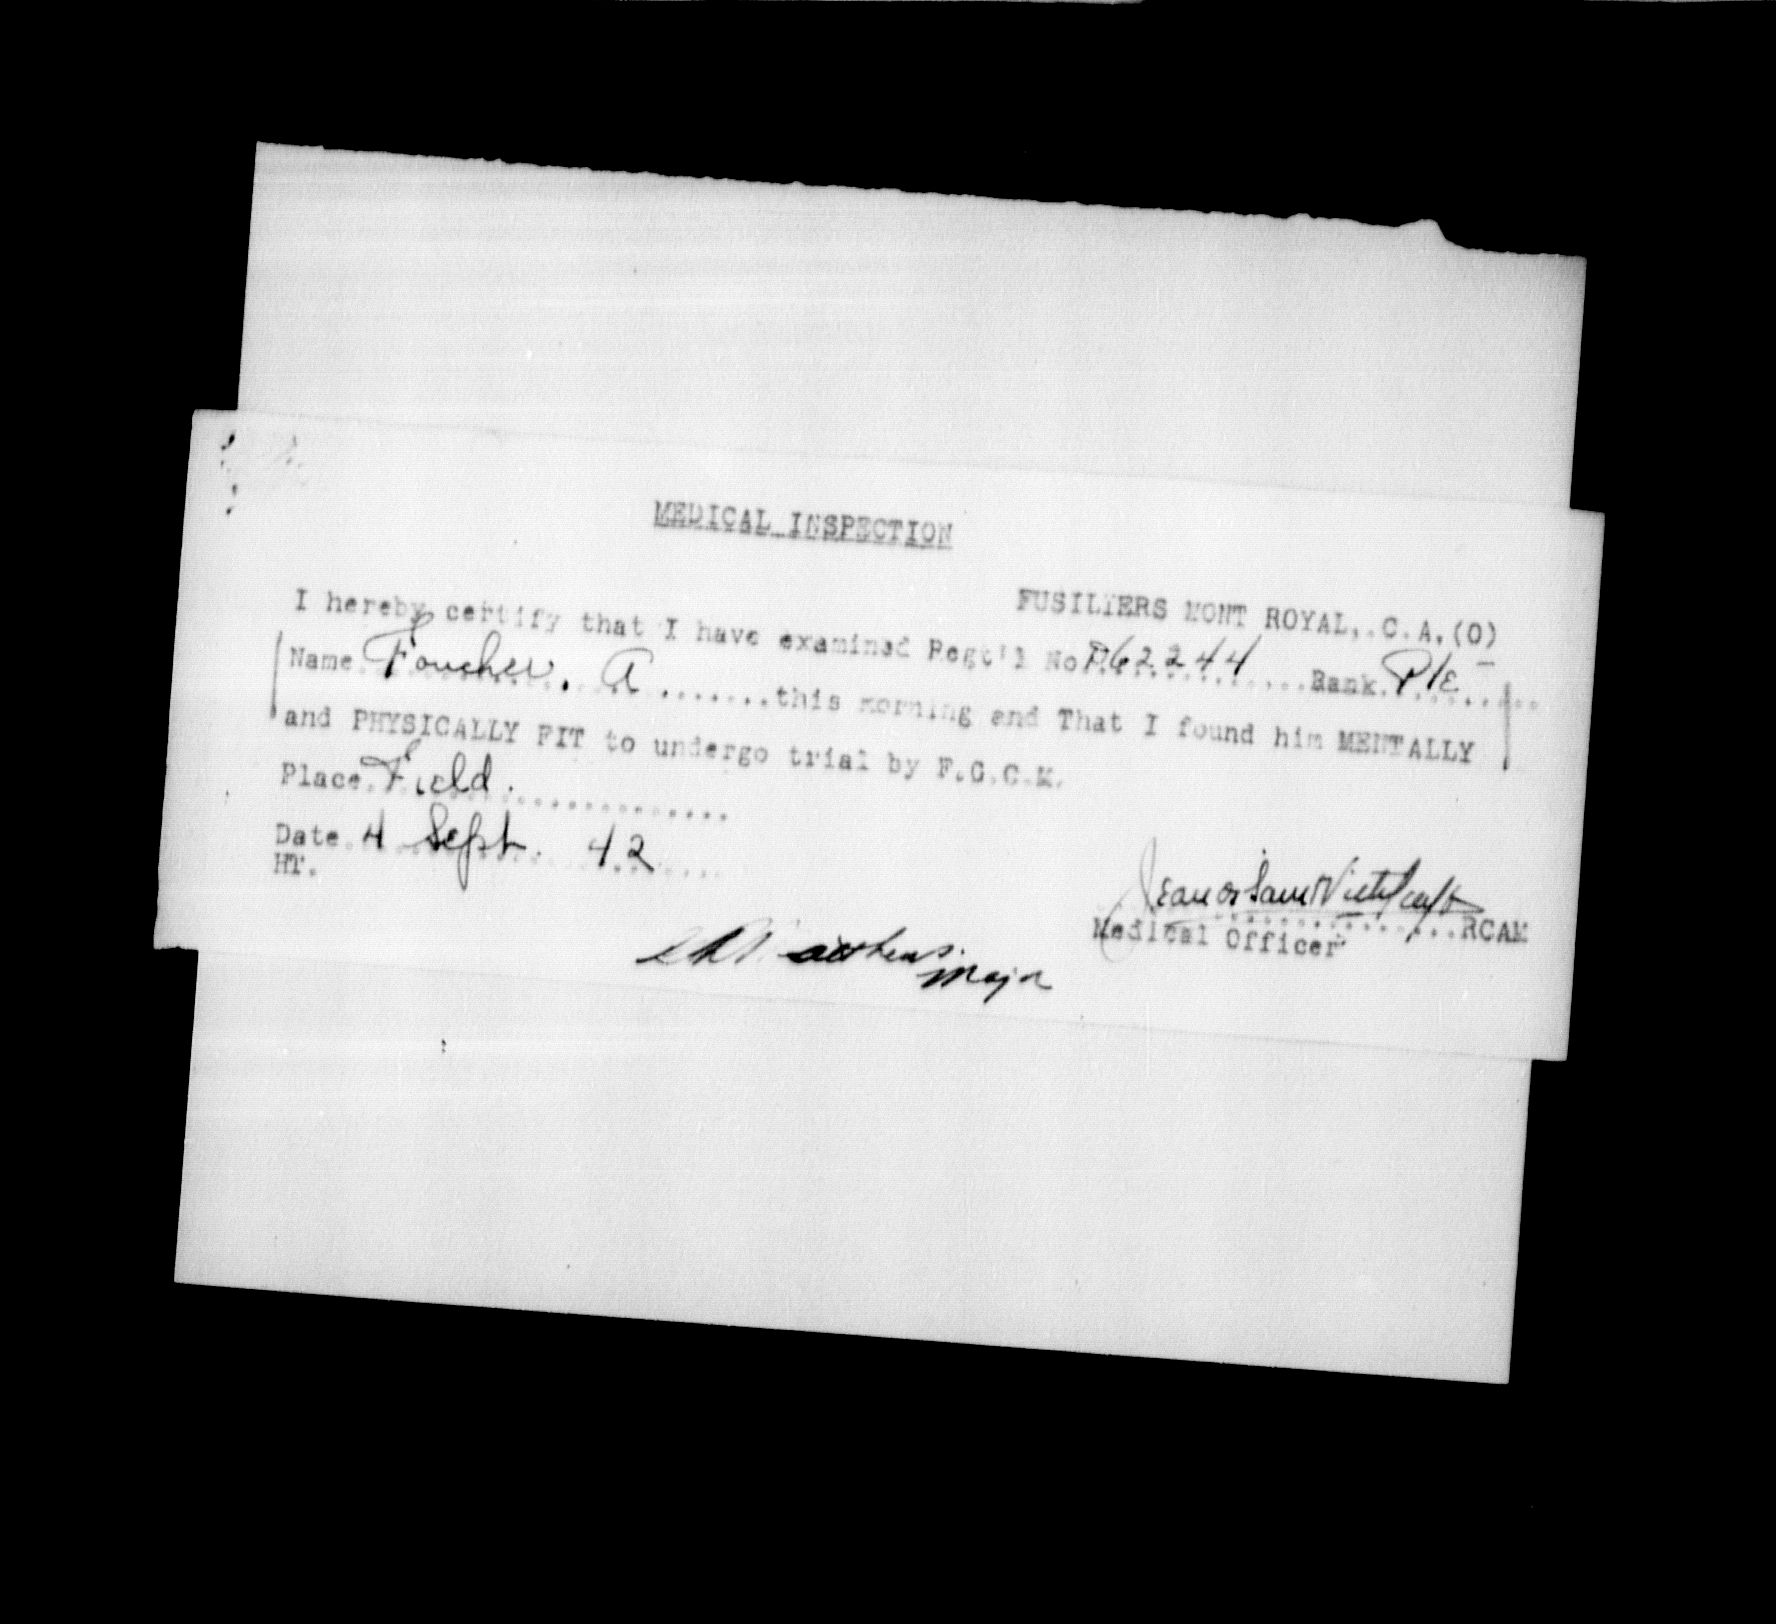 MEDICAL INSPECTION
FUSILIERS MONT ROYAL, C.A.(O)
I hereby certify that I have examined Regt'l No D62244 Rank Pte
Name Foucher. A ....... this morning and That I found him MENTALLY
and PHYSICALLY FIT to undergo trial by F.G.C.M.
Place. Field.
Date. 4 Sept. 42
HT.
RCAM
Medical Officer
Major